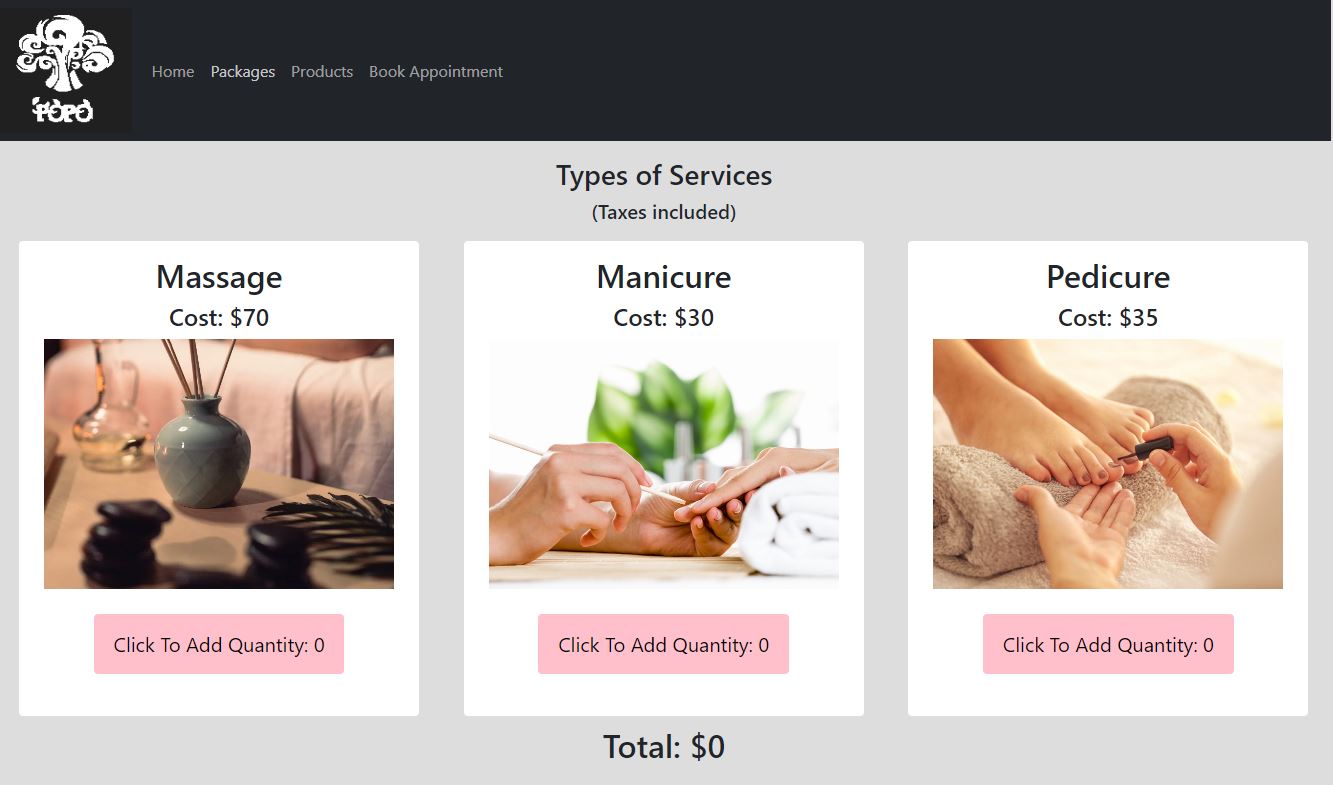 POPO
Home Packages Products Book Appointment
Types of Services
(Taxes included)
Massage
Cost: $70
Click To Add Quantity: 0
Manicure
Cost: $30
Click To Add Quantity: 0
Pedicure
Cost: $35
Click To Add Quantity: 0
Total: $0